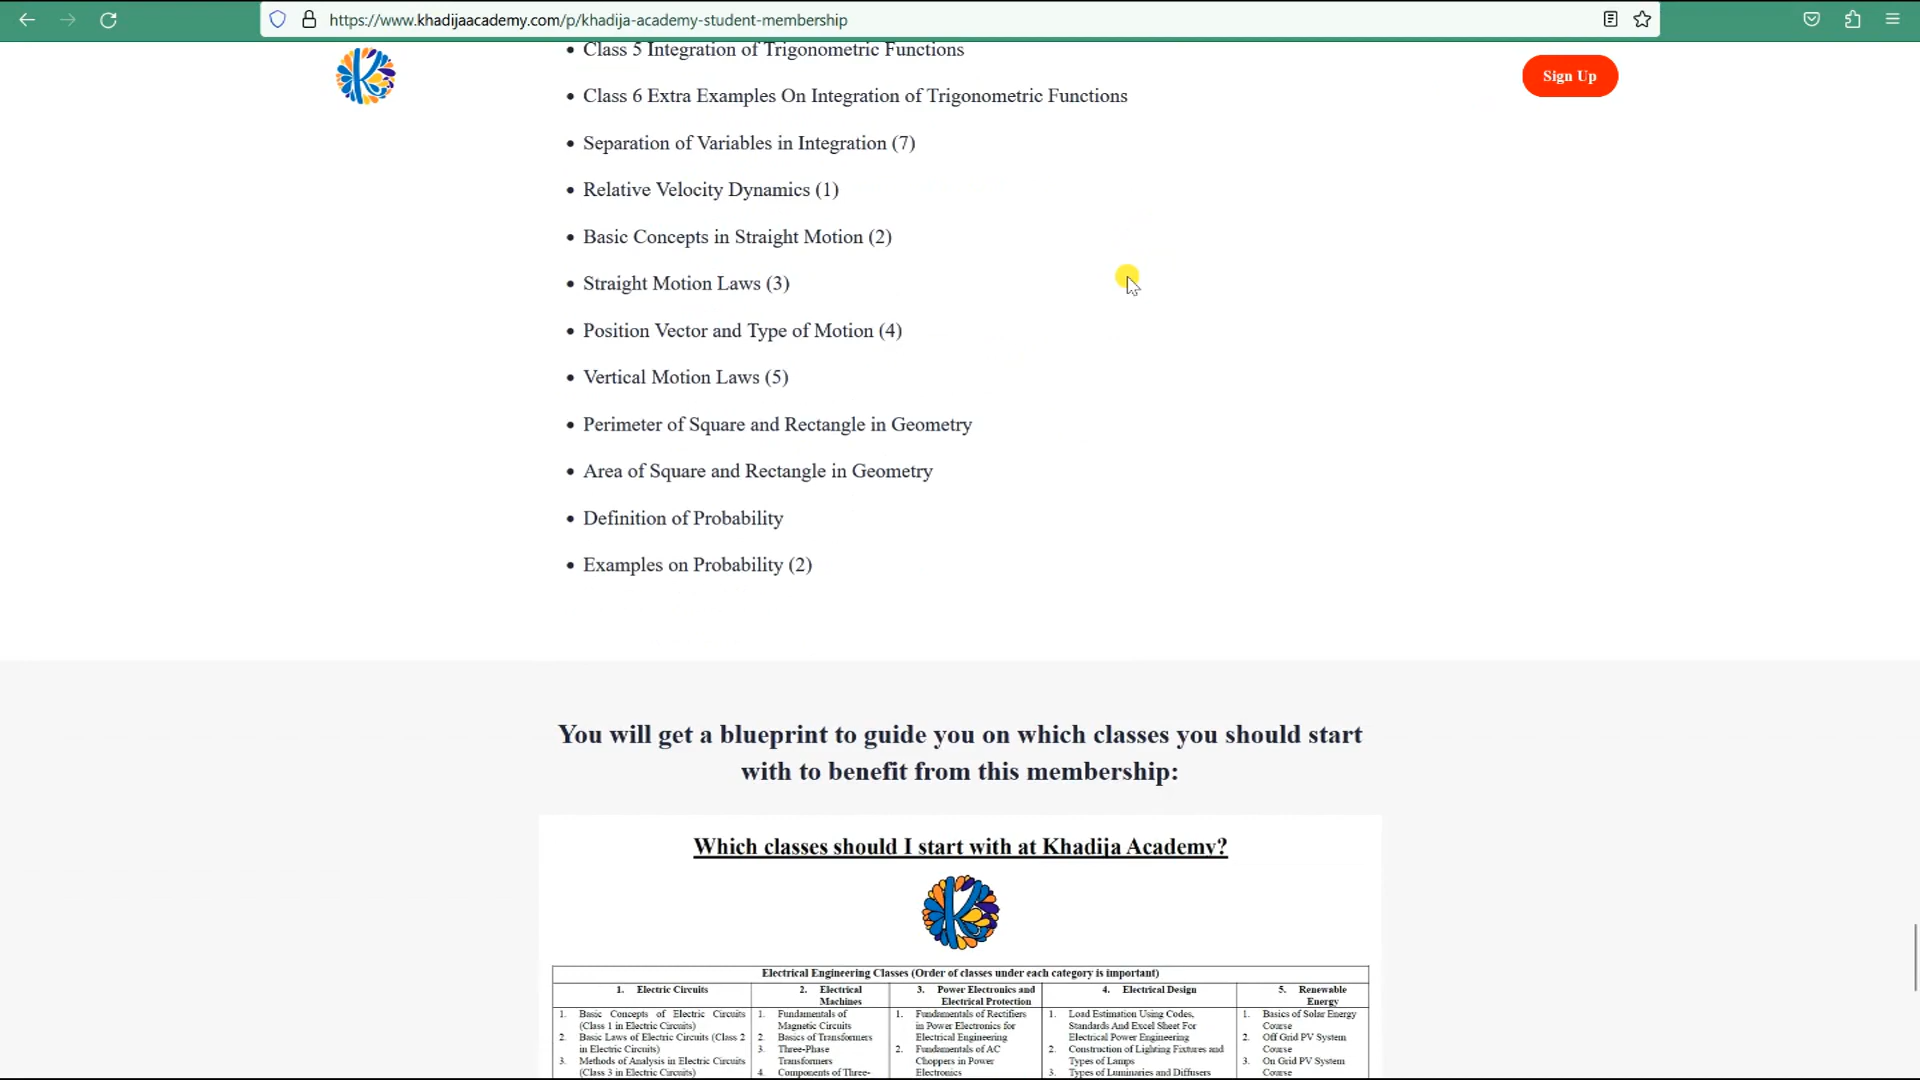 https://www.khadijaacademy.com/p/khadija-academy-student-membership
• Class 5 Integration of Trigonometric Functions
Sign Up
• Class 6 Extra Examples On Integration of Trigonometric Functions
• Separation of Variables in Integration (7)
• Relative Velocity Dynamics (1)
• Basic Concepts in Straight Motion (2)
• Straight Motion Laws (3)
• Position Vector and Type of Motion (4)
• Vertical Motion Laws (5)
• Perimeter of Square and Rectangle in Geometry
• Area of Square and Rectangle in Geometry
• Definition of Probability
• Examples on Probability (2)
You will get a blueprint to guide you on which classes you should start
with to benefit from this membership:
Which classes should I start with at Khadija Academy?
K
Electrical Engineering Classes (Order of classes under each category is important)
1. Electric Circuits
2. Electrical
Machines
3. Power Electronics and
Electrical Protection
4. Electrical Design
5. Renewable
Energy
1. Basic Concepts of Electric Circuits
(Class 1 in Electric Circuits)
2. Basic Laws of Electric Circuits (Class 2
in Electric Circuits)
3. Methods of Analysis in Electric Circuits
(Class 3 in Electric Circuits)
1. Fundamentals of
Magnetic Circuits
2. Basics of Transformers
3. Three-Phase
Transformers
4. Components of Three-
1. Fundamentals of Rectifiers
in Power Electronics for
Electrical Engineering
2. Fundamentals of AC
Choppers in Power
Electronics
1. Load Estimation Using Codes,
Standards And Excel Sheet For
Electrical Power Engineering
2. Construction of Lighting Fixtures and
Types of Lamps
3. Types of Luminaries and Diffusers
1. Basics of Solar Energy
Course
2. Off Grid PV System
Course
3. On Grid PV System
Course